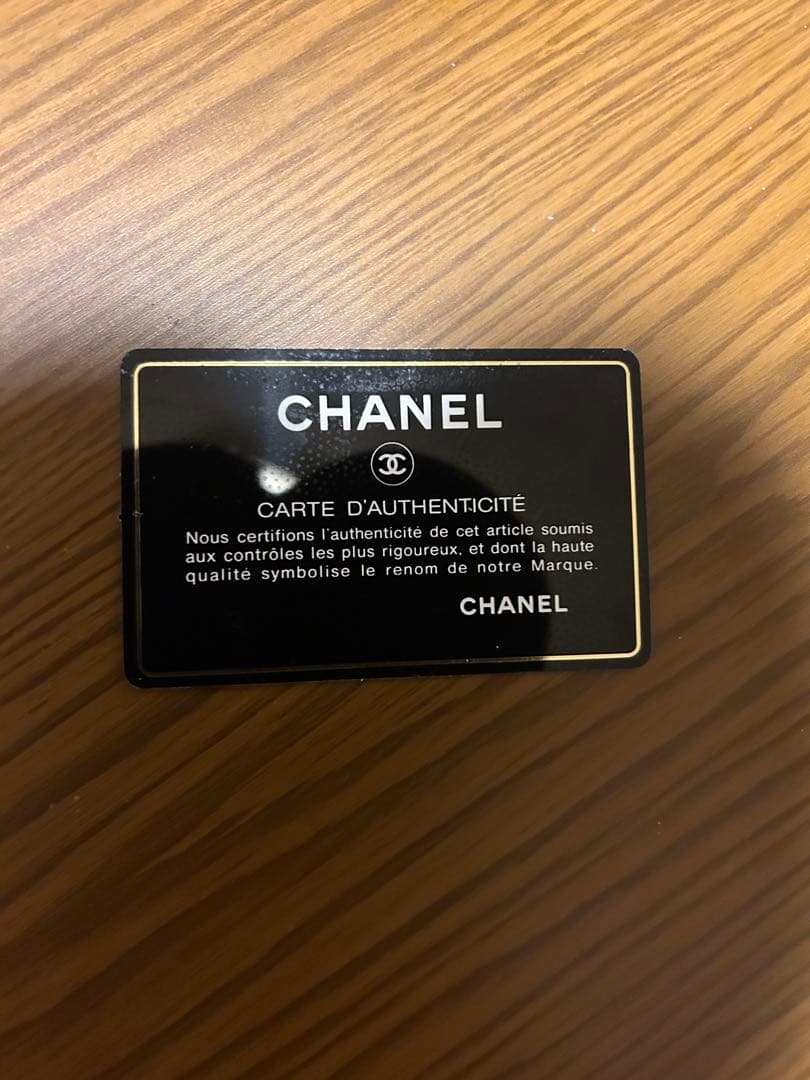 CHANEL
CARTE D'AUTHENTICITÉ
Nous certifions l'authenticité de cet article soumis
aux contrôles les plus rigoureux, et dont la haute
qualité symbolise le renom de notre Marque.
CHANEL